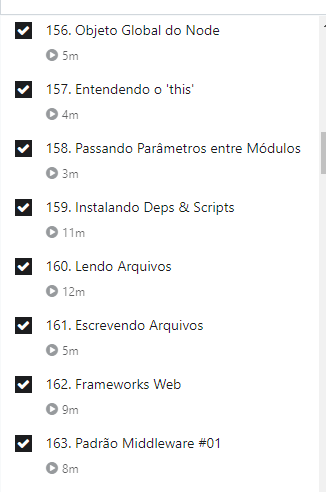 156. Objeto Global do Node
5m
157. Entendendo o 'this'
4m
158. Passando Parâmetros entre Módulos
3m
159. Instalando Deps & Scripts
11m
160. Lendo Arquivos
12m
161. Escrevendo Arquivos
5m
162. Frameworks Web
9m
163. Padrão Middleware #01
8m